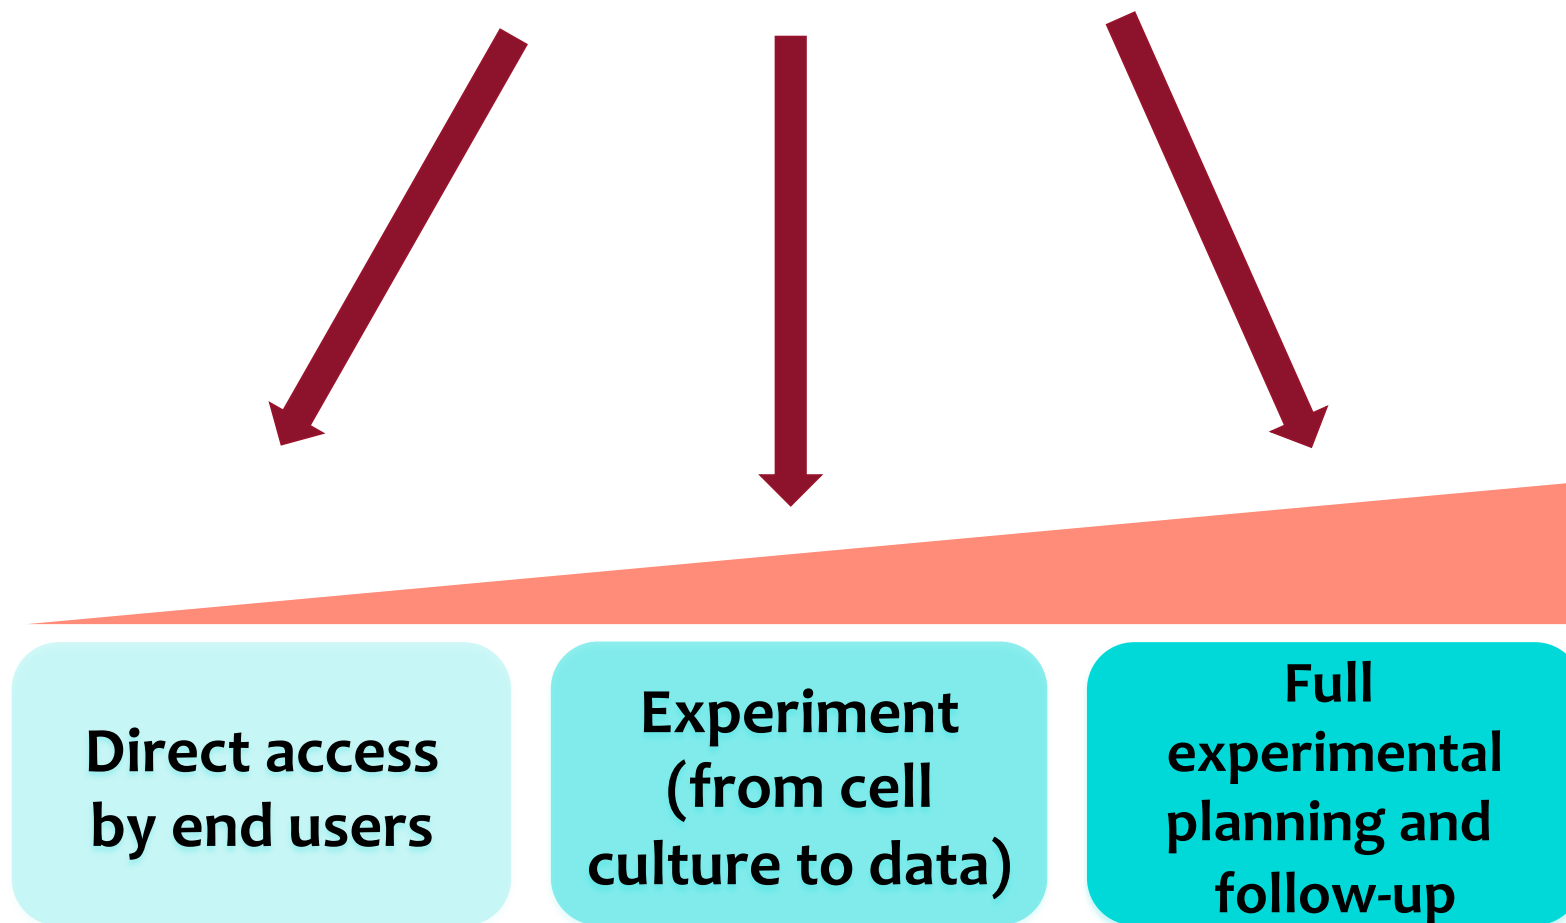 Direct access
by end users
Experiment
(from cell
culture to data)
Full
experimental
planning and
follow-up